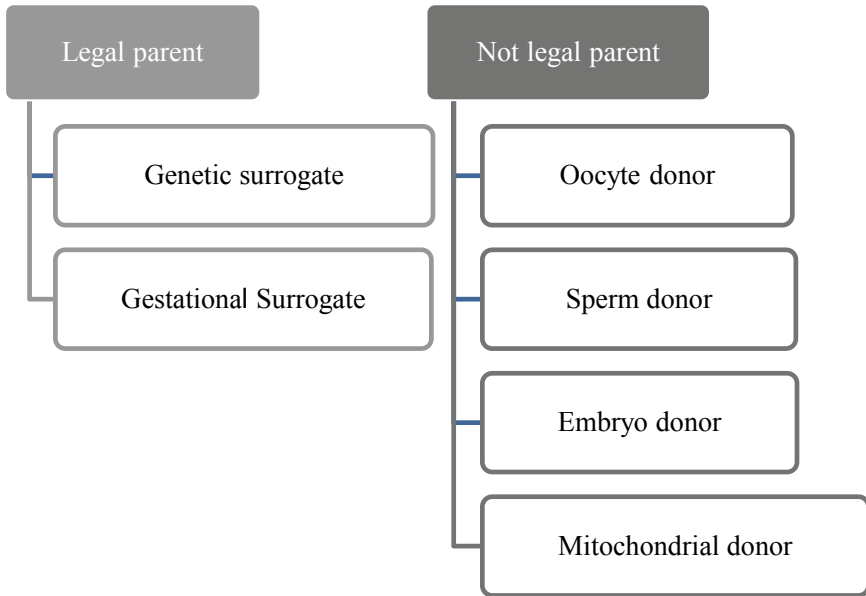 Legal parent
Genetic surrogate
Gestational Surrogate
Not legal parent
Oocyte donor
Sperm donor
Embryo donor
Mitochondrial donor